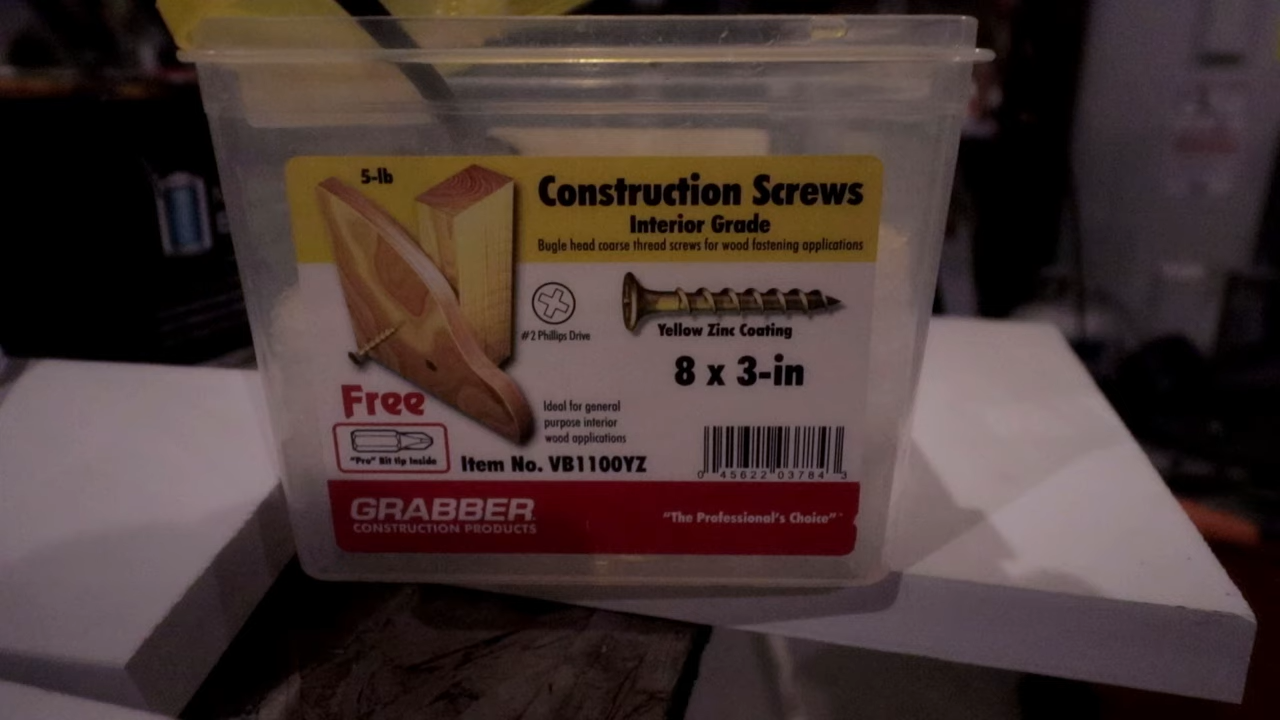 5-lb
Construction Screws
Interior Grade
Bugle head coarse thread screws for wood fastening applications
#2 Phillips Drive
Yellow Zinc Coating
8 x 3-in
Free
"Pro" Bit tip Inside
Ideal for general
purpose interior
wood applications
Item No. VB1100YZ
0 45622 03784 3
GRABBER
CONSTRUCTION PRODUCTS
"The Professional's Choice"